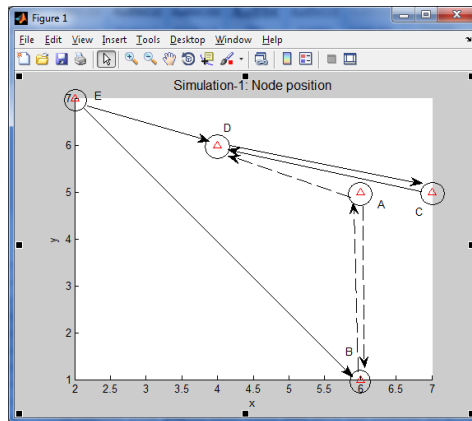 Figure 1
File Edit View Insert Tools Desktop Window Help
Simulation-1: Node position
7
6
5
4
3
2
1
y
E
D
A
C
B
2 2.5 3 3.5 4 4.5 5 5.5 6 6.5 7
x